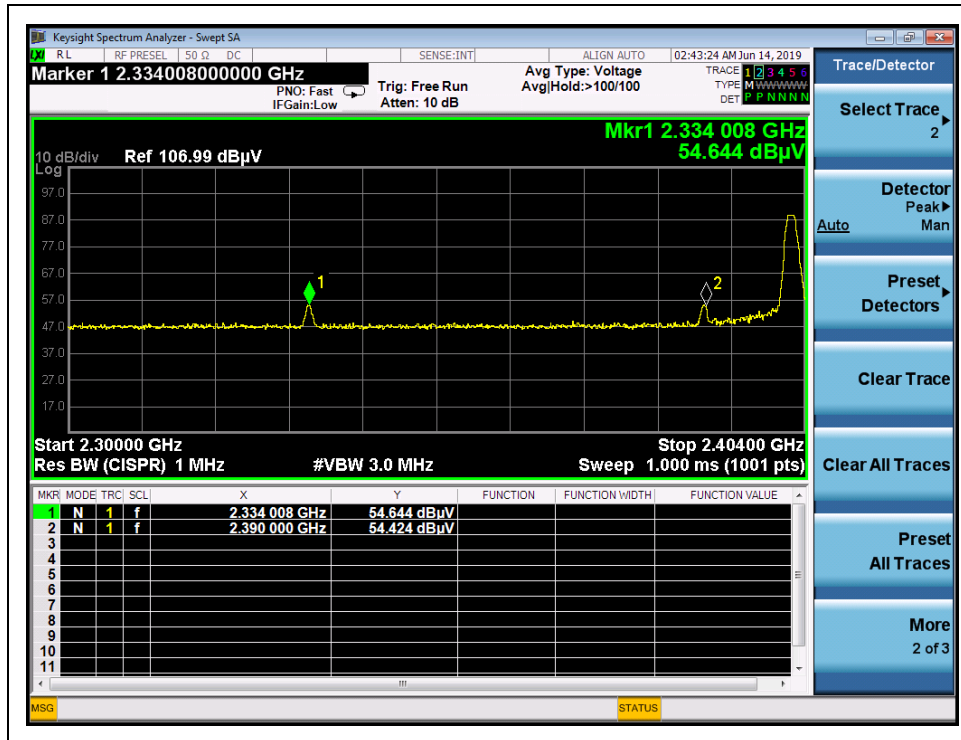 Keysight Spectrum Analyzer - Swept SA
LXI RL RF PRESEL 50 Ω DC SENSE:INT ALIGN AUTO 02:43:24 AM Jun 14, 2019
Marker 1 2.334008000000 GHz
PNO: Fast
IFGain:Low
Trig: Free Run
Atten: 10 dB
Avg Type: Voltage
Avg|Hold:>100/100
TRACE 1 2 3 4 5 6
TYPE M WWWWW
DET P P N N N N
Mkr1 2.334 008 GHz
54.644 dBµV
10 dB/div Ref 106.99 dBµV
Log
97.0
87.0
77.0
67.0
57.0
47.0
37.0
27.0
17.0
1
2
Start 2.30000 GHz Stop 2.40400 GHz
Res BW (CISPR) 1 MHz #VBW 3.0 MHz Sweep 1.000 ms (1001 pts)
MKR MODE TRC SCL X Y FUNCTION FUNCTION WIDTH FUNCTION VALUE
1 N 1 f 2.334 008 GHz 54.644 dBµV
2 N 1 f 2.390 000 GHz 54.424 dBµV
3
4
5
6
7
8
9
10
11
MSG STATUS
Trace/Detector
Select Trace
2
Detector
Peak
Auto Man
Preset
Detectors
Clear Trace
Clear All Traces
Preset
All Traces
More
2 of 3